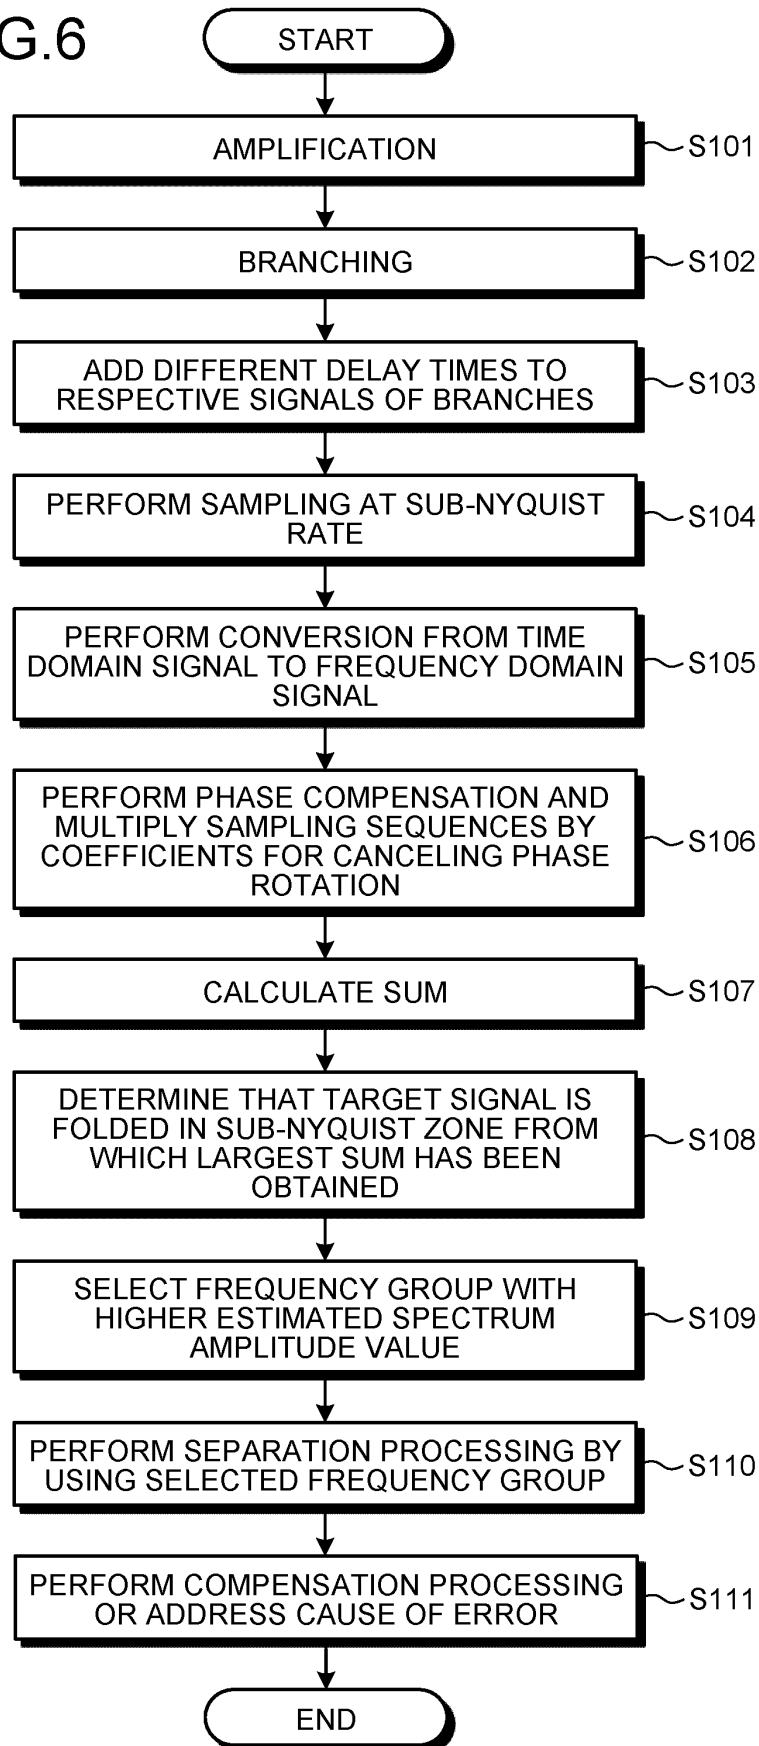 G.6
START
AMPLIFICATION
S101
BRANCHING
S102
ADD DIFFERENT DELAY TIMES TO
RESPECTIVE SIGNALS OF BRANCHES
S103
PERFORM SAMPLING AT SUB-NYQUIST
RATE
S104
PERFORM CONVERSION FROM TIME
DOMAIN SIGNAL TO FREQUENCY DOMAIN
SIGNAL
S105
PERFORM PHASE COMPENSATION AND
MULTIPLY SAMPLING SEQUENCES BY
COEFFICIENTS FOR CANCELING PHASE
ROTATION
S106
CALCULATE SUM
S107
DETERMINE THAT TARGET SIGNAL IS
FOLDED IN SUB-NYQUIST ZONE FROM
WHICH LARGEST SUM HAS BEEN
OBTAINED
S108
SELECT FREQUENCY GROUP WITH
HIGHER ESTIMATED SPECTRUM
AMPLITUDE VALUE
S109
PERFORM SEPARATION PROCESSING BY
USING SELECTED FREQUENCY GROUP
S110
PERFORM COMPENSATION PROCESSING
OR ADDRESS CAUSE OF ERROR
S111
END